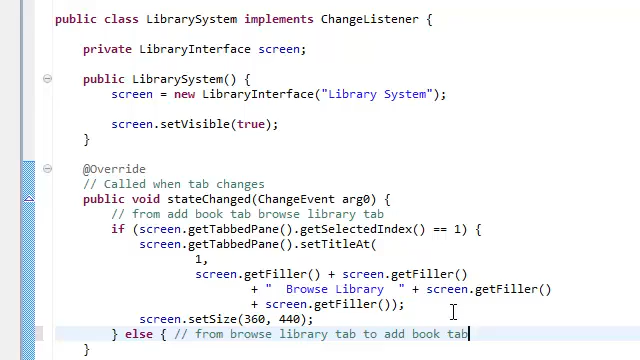 public class LibrarySystem implements ChangeListener {
private LibraryInterface screen;
public LibrarySystem() {
screen = new LibraryInterface("Library System");
screen.setVisible(true);
}
@Override
// Called when tab changes
public void stateChanged(ChangeEvent arg0) {
// from add book tab browse library tab
if (screen.getTabbedPane().getSelectedIndex() == 1) {
screen.getTabbedPane().setTitleAt(
1,
screen.getFiller() + screen.getFiller()
+ "  Browse Library  " + screen.getFiller()
+ screen.getFiller());
screen.setSize(360, 440);
} else { // from browse library tab to add book tab
}